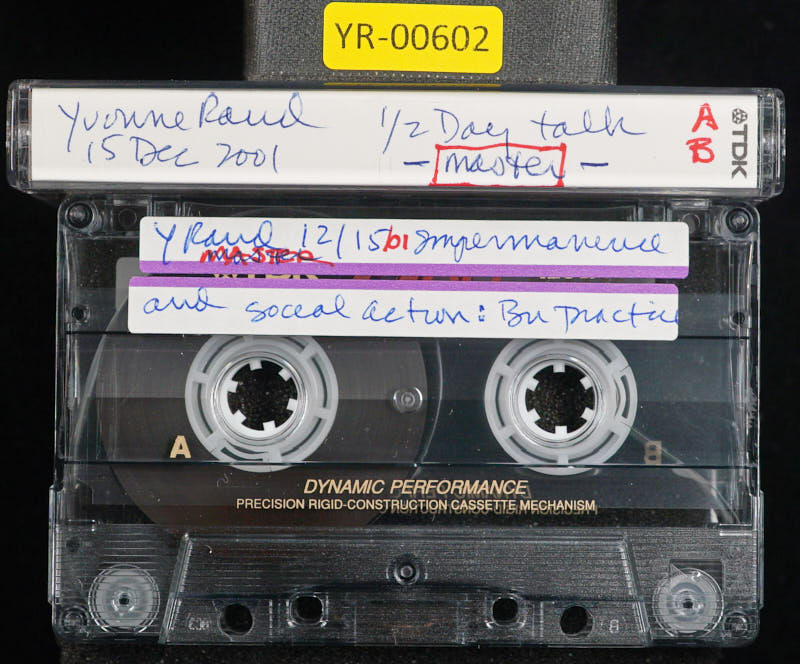 YR-00602
Yvonne Rand 1/2 Day talk A
15 Dec 2001 - master - B
TDK
Y Rand 12/15/01 Impermanence
MASTER
and social action: Bu practice
A B
DYNAMIC PERFORMANCE
PRECISION RIGID-CONSTRUCTION CASSETTE MECHANISM